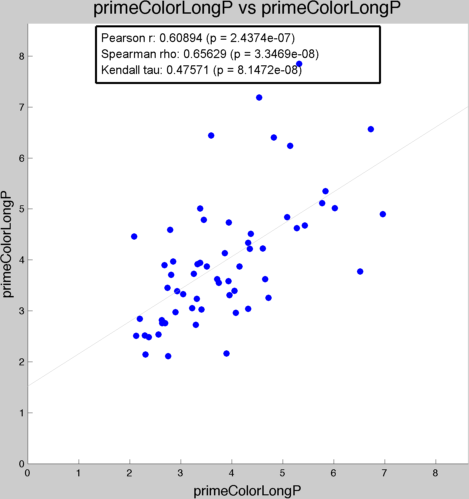 primeColorLongP vs primeColorLongP
Pearson r: 0.60894 (p = 2.4374e-07)
Spearman rho: 0.65629 (p = 3.3469e-08)
Kendall tau: 0.47571 (p = 8.1472e-08)
8
7
6
5
4
3
2
1
0
primeColorLongP
0 1 2 3 4 5 6 7 8
primeColorLongP